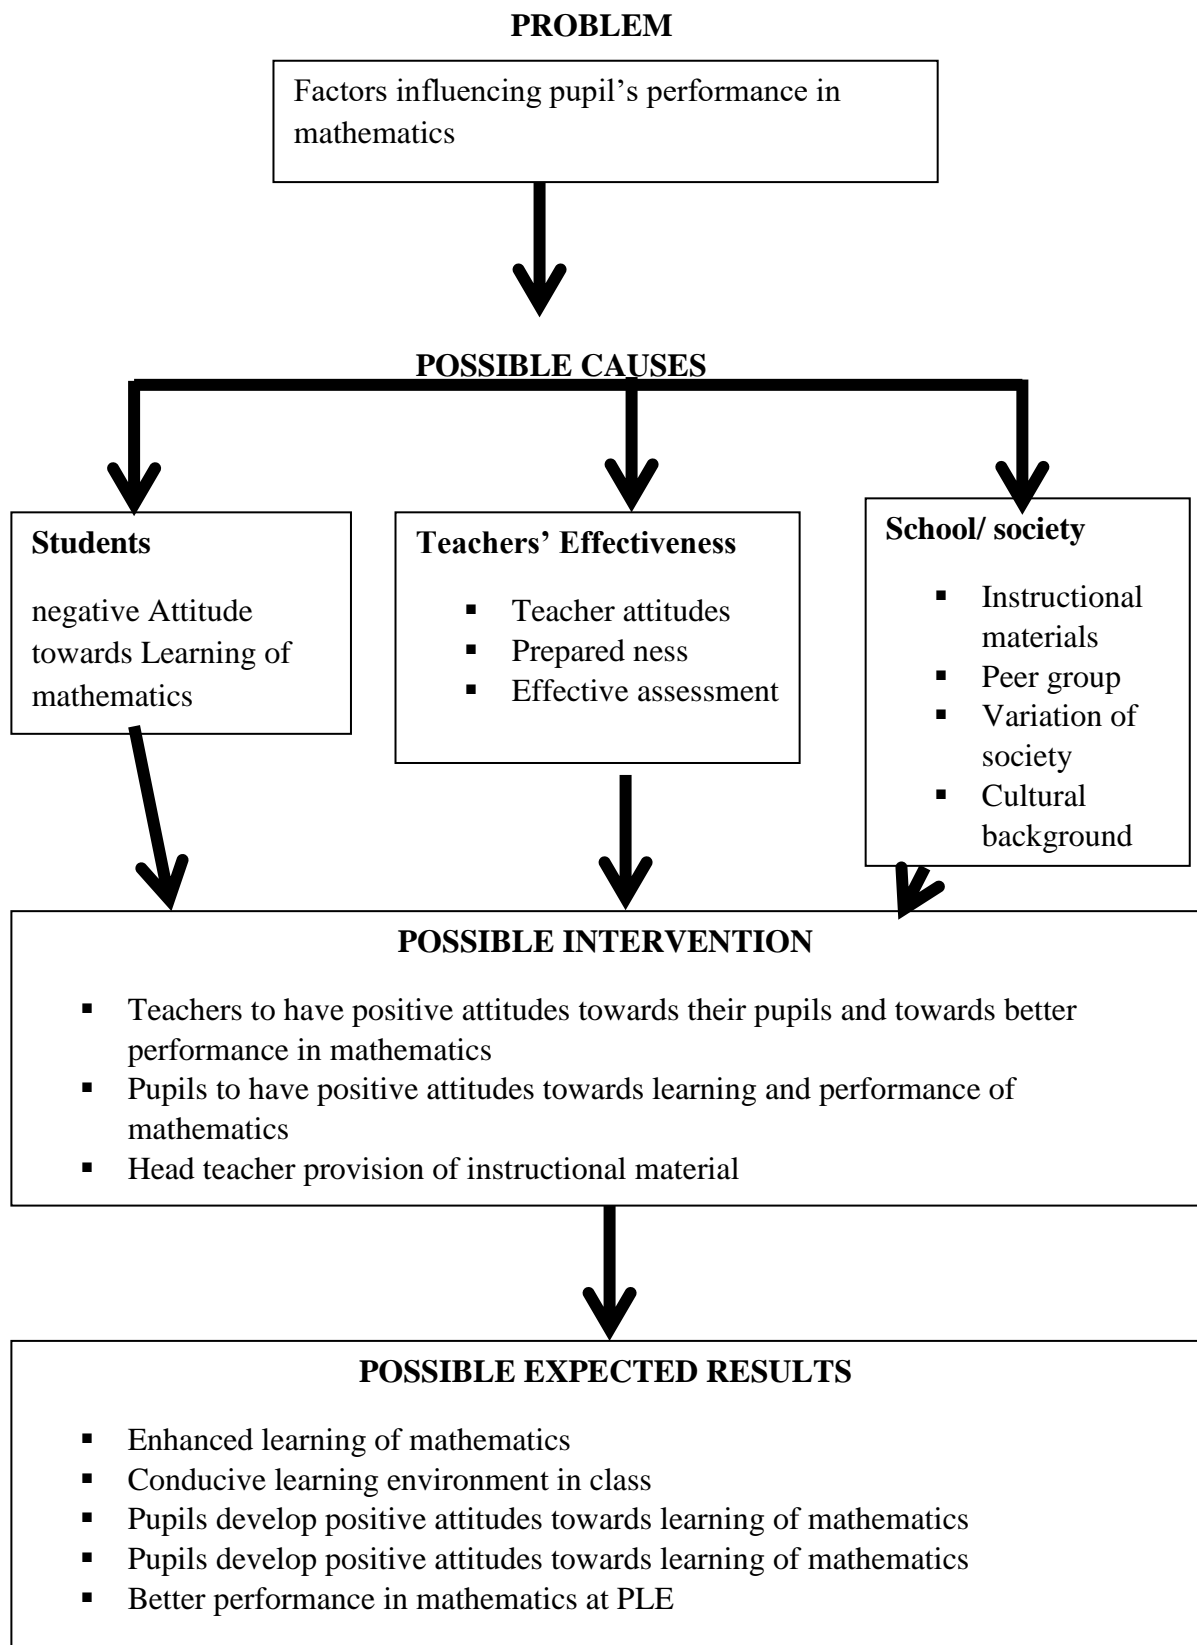 PROBLEM
Factors influencing pupil’s performance in
mathematics
POSSIBLE CAUSES
Students
negative Attitude
towards Learning of
mathematics
Teachers’ Effectiveness
▪ Teacher attitudes
▪ Prepared ness
▪ Effective assessment
School/ society
▪ Instructional
materials
▪ Peer group
▪ Variation of
society
▪ Cultural
background
POSSIBLE INTERVENTION
▪ Teachers to have positive attitudes towards their pupils and towards better
performance in mathematics
▪ Pupils to have positive attitudes towards learning and performance of
mathematics
▪ Head teacher provision of instructional material
POSSIBLE EXPECTED RESULTS
▪ Enhanced learning of mathematics
▪ Conducive learning environment in class
▪ Pupils develop positive attitudes towards learning of mathematics
▪ Pupils develop positive attitudes towards learning of mathematics
▪ Better performance in mathematics at PLE